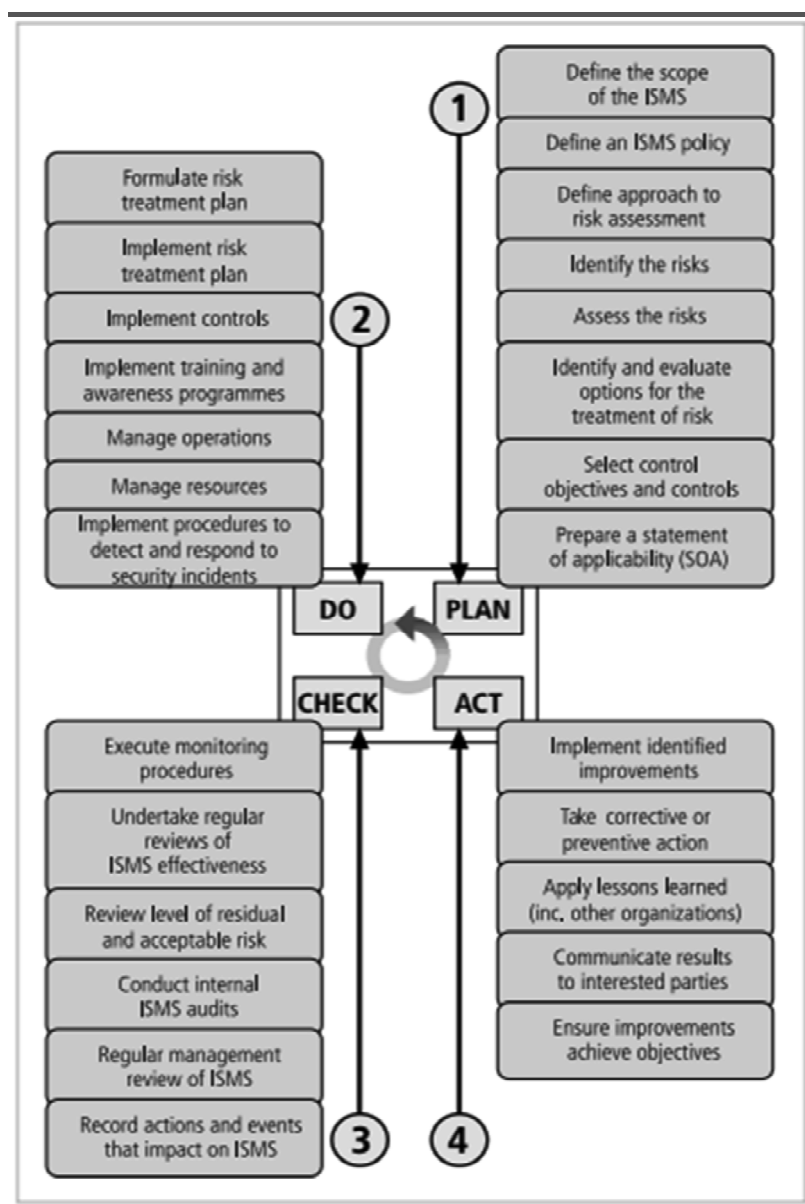 1
Define the scope
of the ISMS
Define an ISMS policy
Define approach to
risk assessment
Identify the risks
Assess the risks
Identify and evaluate
options for the
treatment of risk
Select control
objectives and controls
Prepare a statement
of applicability (SOA)
2
Formulate risk
treatment plan
Implement risk
treatment plan
Implement controls
Implement training and
awareness programmes
Manage operations
Manage resources
Implement procedures to
detect and respond to
security incidents
DO
PLAN
CHECK
ACT
Execute monitoring
procedures
Undertake regular
reviews of
ISMS effectiveness
Review level of residual
and acceptable risk
Conduct internal
ISMS audits
Regular management
review of ISMS
Record actions and events
that impact on ISMS
3
Implement identified
improvements
Take corrective or
preventive action
Apply lessons learned
(inc. other organizations)
Communicate results
to interested parties
Ensure improvements
achieve objectives
4